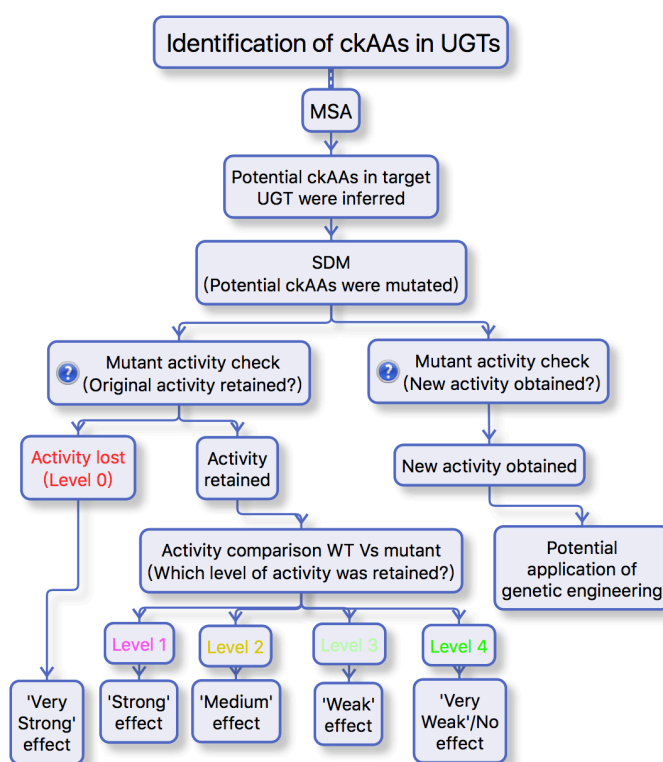 Identification of ckAAs in UGTs
MSA
Potential ckAAs in target
UGT were inferred
SDM
(Potential ckAAs were mutated)
? Mutant activity check
(Original activity retained?)
? Mutant activity check
(New activity obtained?)
Activity lost
(Level 0)
Activity
retained
New activity obtained
Activity comparison WT Vs mutant
(Which level of activity was retained?)
Potential
application of
genetic engineering
Level 1
Level 2
Level 3
Level 4
'Very
Strong'
effect
'Strong'
effect
'Medium'
effect
'Weak'
effect
'Very
Weak'/No
effect